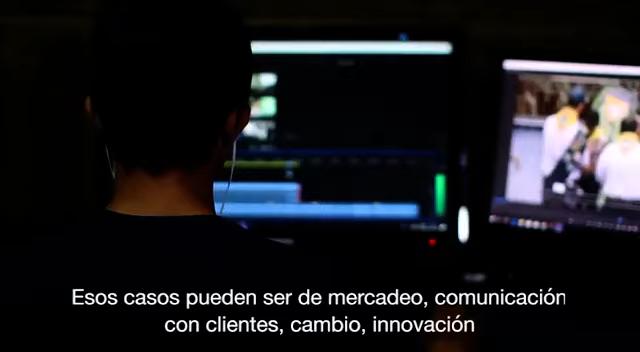 Esos casos pueden ser de mercadeo, comunicación
con clientes, cambio, innovación